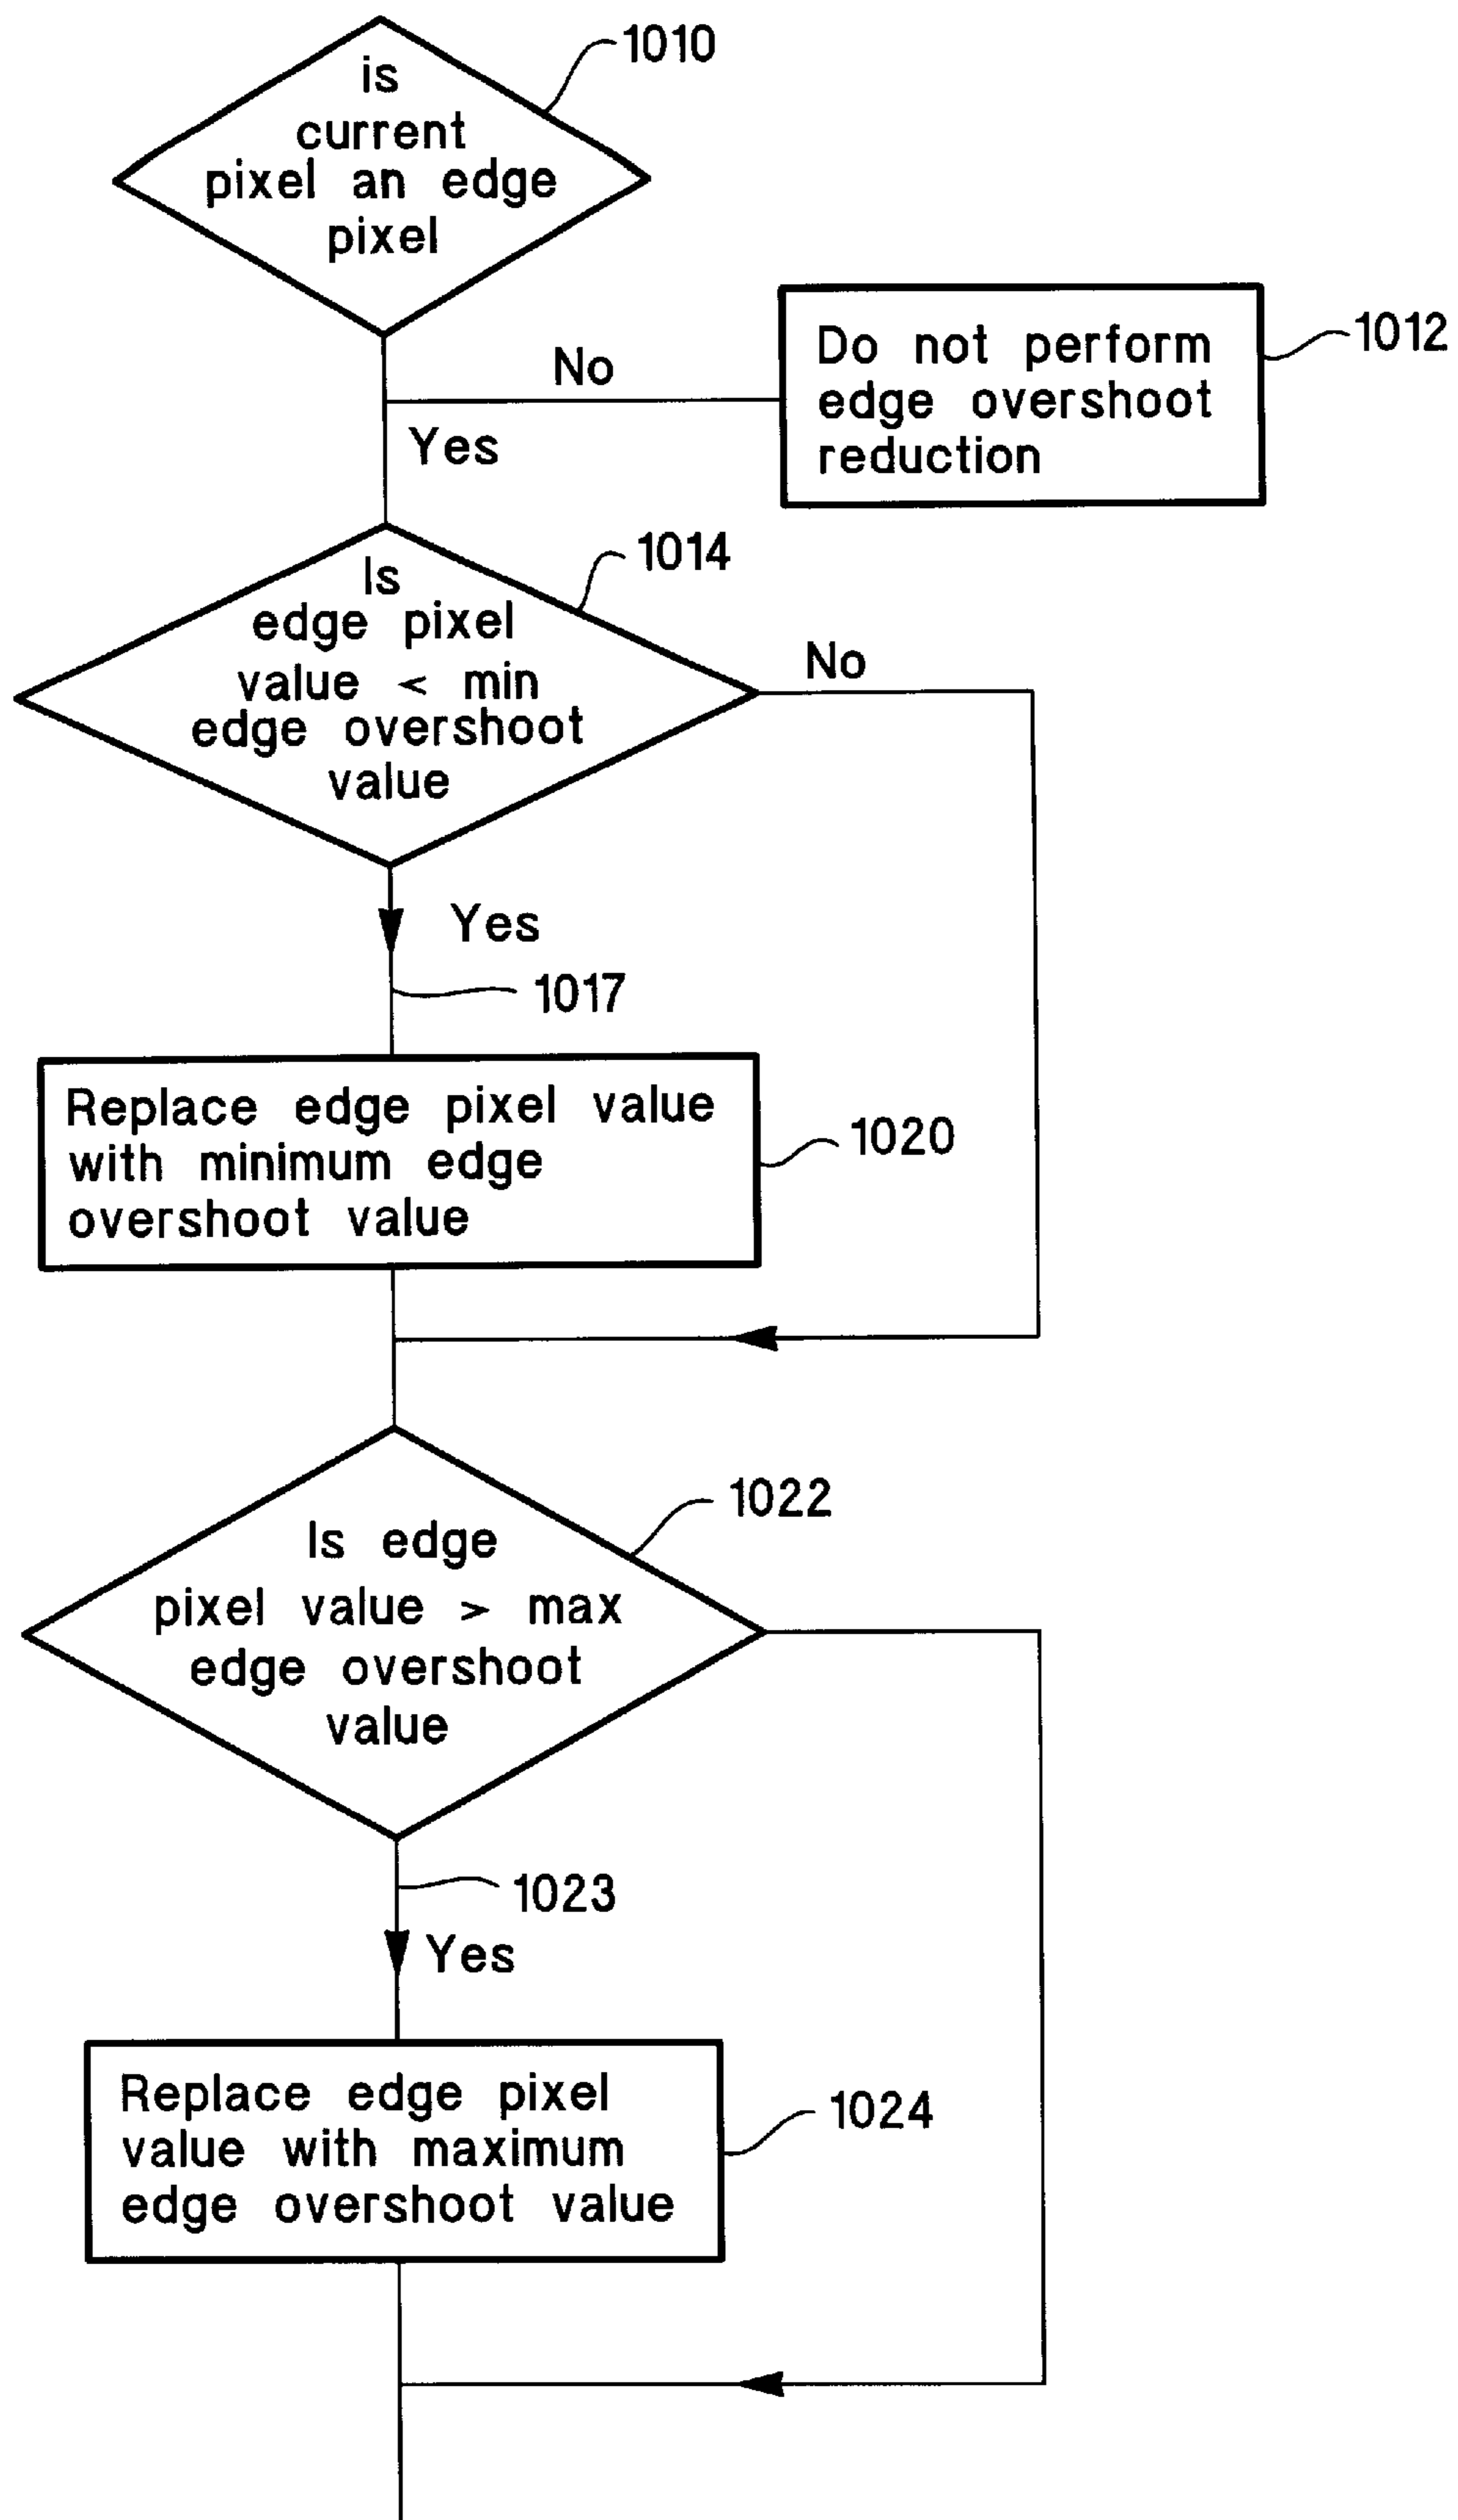 1010
is
current
pixel an edge
pixel
No
Do not perform
edge overshoot
reduction
1012
Yes
1014
Is
edge pixel
value < min
edge overshoot
value
No
Yes
1017
Replace edge pixel value
with minimum edge
overshoot value
1020
1022
Is edge
pixel value > max
edge overshoot
value
1023
Yes
Replace edge pixel
value with maximum
edge overshoot value
1024